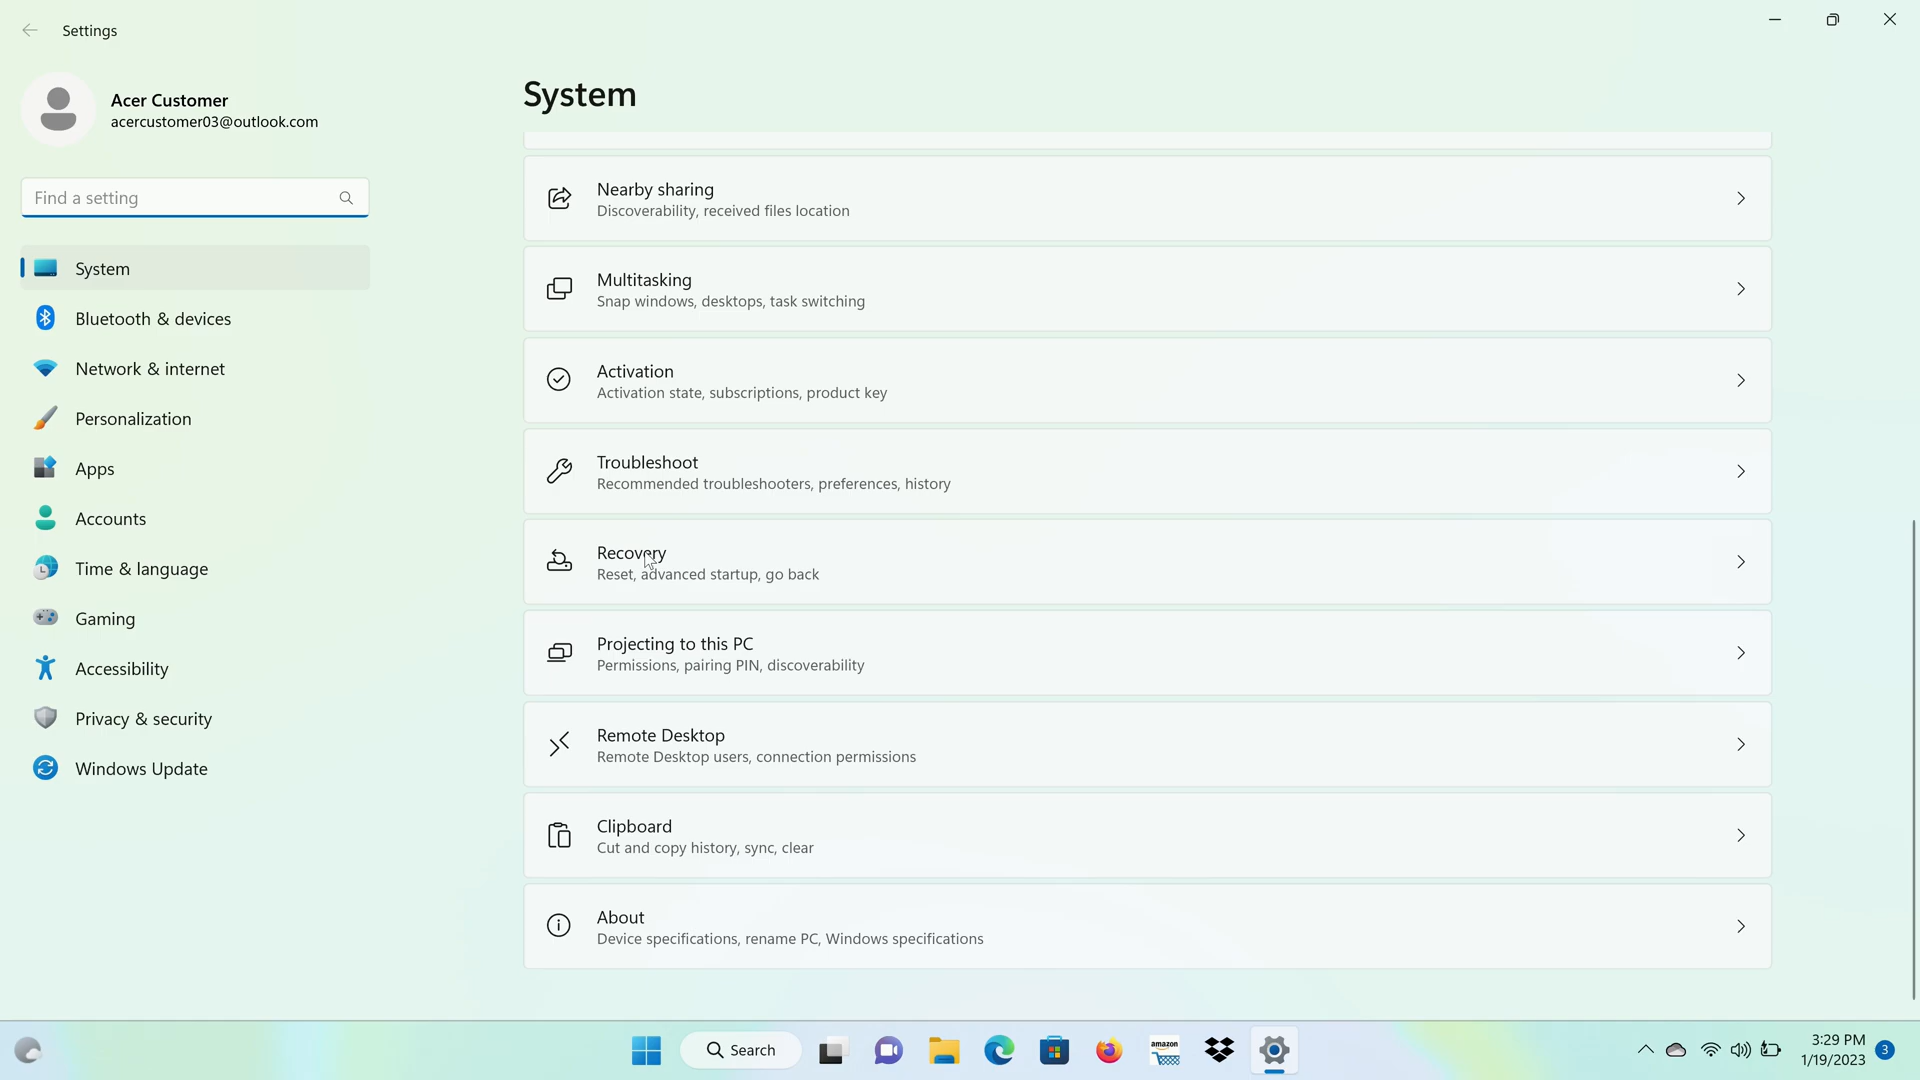 Settings
Acer Customer
acercustomer03@outlook.com
Find a setting
System
Bluetooth & devices
Network & internet
Personalization
Apps
Accounts
Time & language
Gaming
Accessibility
Privacy & security
Windows Update
System
Nearby sharing
Discoverability, received files location
Multitasking
Snap windows, desktops, task switching
Activation
Activation state, subscriptions, product key
Troubleshoot
Recommended troubleshooters, preferences, history
Recovery
Reset, advanced startup, go back
Projecting to this PC
Permissions, pairing PIN, discoverability
Remote Desktop
Remote Desktop users, connection permissions
Clipboard
Cut and copy history, sync, clear
About
Device specifications, rename PC, Windows specifications
Search
amazon
3:29 PM
1/19/2023
3